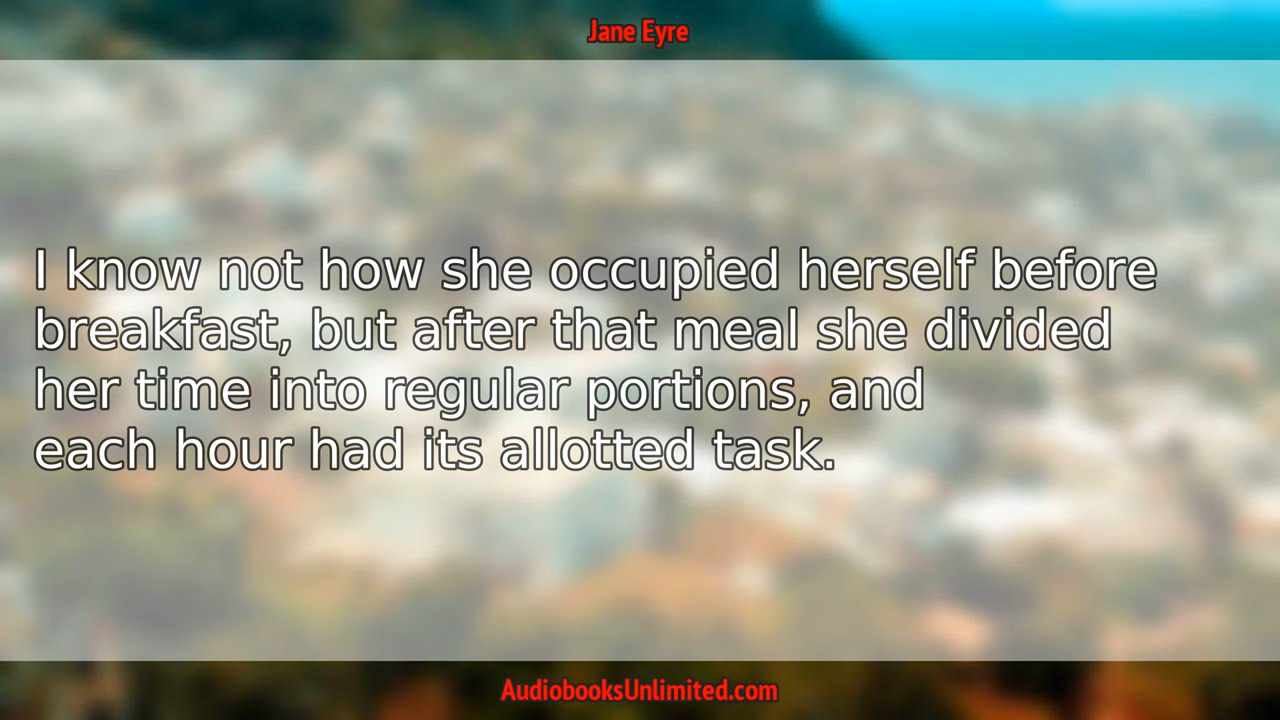 Jane Eyre
I know not how she occupied herself before
breakfast, but after that meal she divided
her time into regular portions, and
each hour had its allotted task.
AudiobooksUnlimited.com